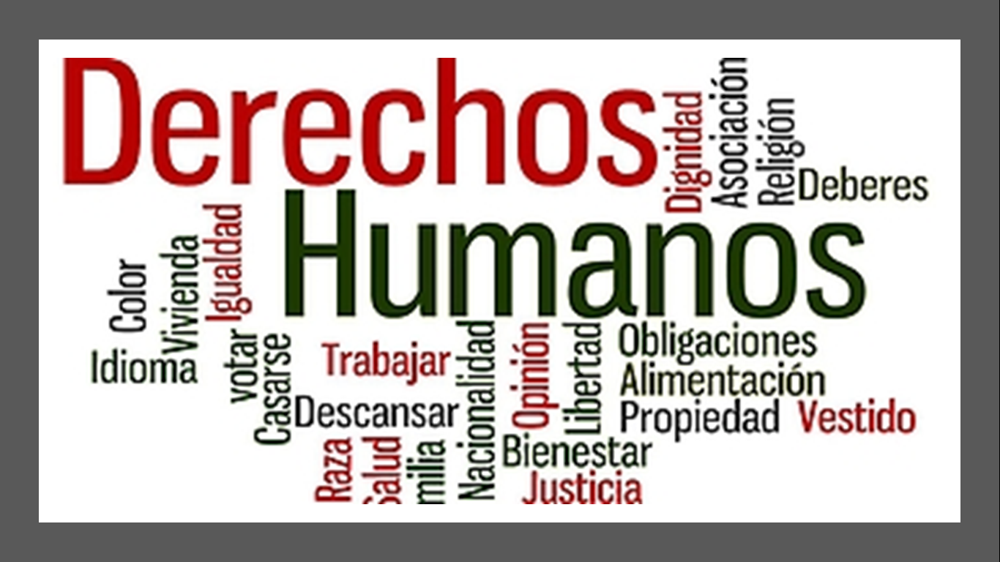 Derechos
Dignidad
Asociación
Religión
Deberes
Humanos
Color
Vivienda
Igualdad
Idioma
votar
Casarse
Trabajar
Descansar
Nacionalidad
Opinión
Libertad
Obligaciones
Alimentación
Propiedad
Vestido
Raza
Salud
milia
Bienestar
Justicia